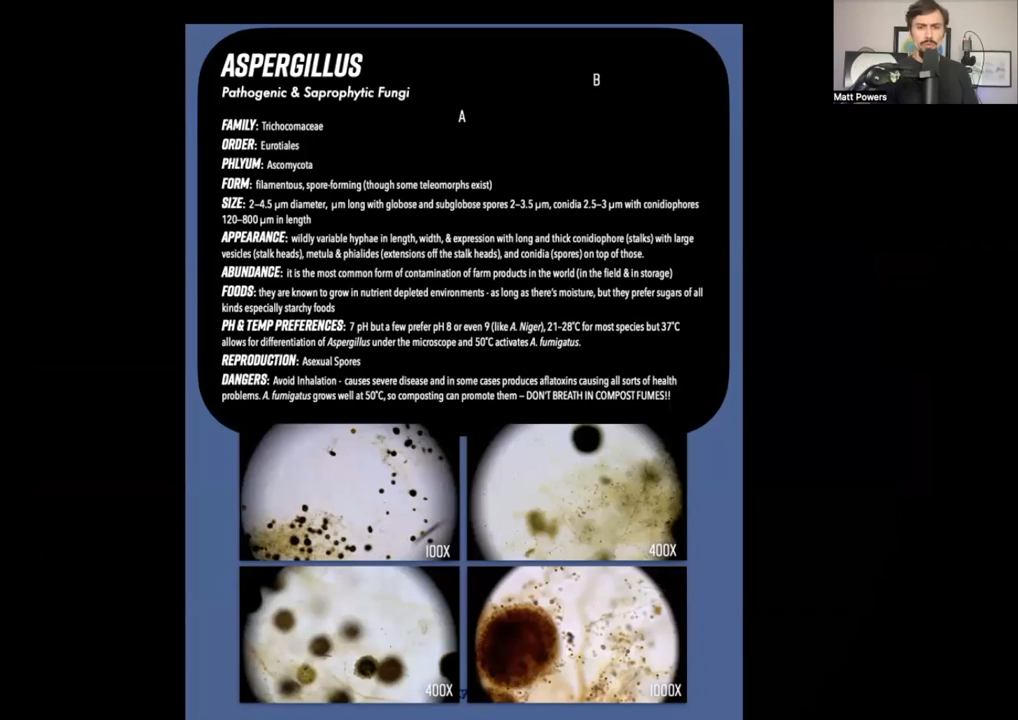 ASPERGILLUS
Pathogenic & Saprophytic Fungi
B
A
FAMILY: Trichocomaceae
ORDER: Eurotiales
PHLYUM: Ascomycota
FORM: filamentous, spore-forming (though some teleomorphs exist)
SIZE: 2–4.5 µm diameter, µm long with globose and subglobose spores 2–3.5 µm, conidia 2.5–3 µm with conidiophores
120–800 µm in length
APPEARANCE: wildly variable hyphae in length, width, & expression with long and thick conidiophore (stalks) with large
vesicles (stalk heads), metula & phialides (extensions off the stalk heads), and conidia (spores) on top of those.
ABUNDANCE: it is the most common form of contamination of farm products in the world (in the field & in storage)
FOODS: they are known to grow in nutrient depleted environments - as long as there's moisture, but they prefer sugars of all
kinds especially starchy foods
PH & TEMP PREFERENCES: 7 pH but a few prefer pH 8 or even 9 (like A. Niger), 21–28°C for most species but 37°C
allows for differentiation of Aspergillus under the microscope and 50°C activates A. fumigatus.
REPRODUCTION: Asexual Spores
DANGERS: Avoid Inhalation - causes severe disease and in some cases produces aflatoxins causing all sorts of health
problems. A. fumigatus grows well at 50°C, so composting can promote them – DON'T BREATH IN COMPOST FUMES!!
100X
400X
400X
1000X
Matt Powers